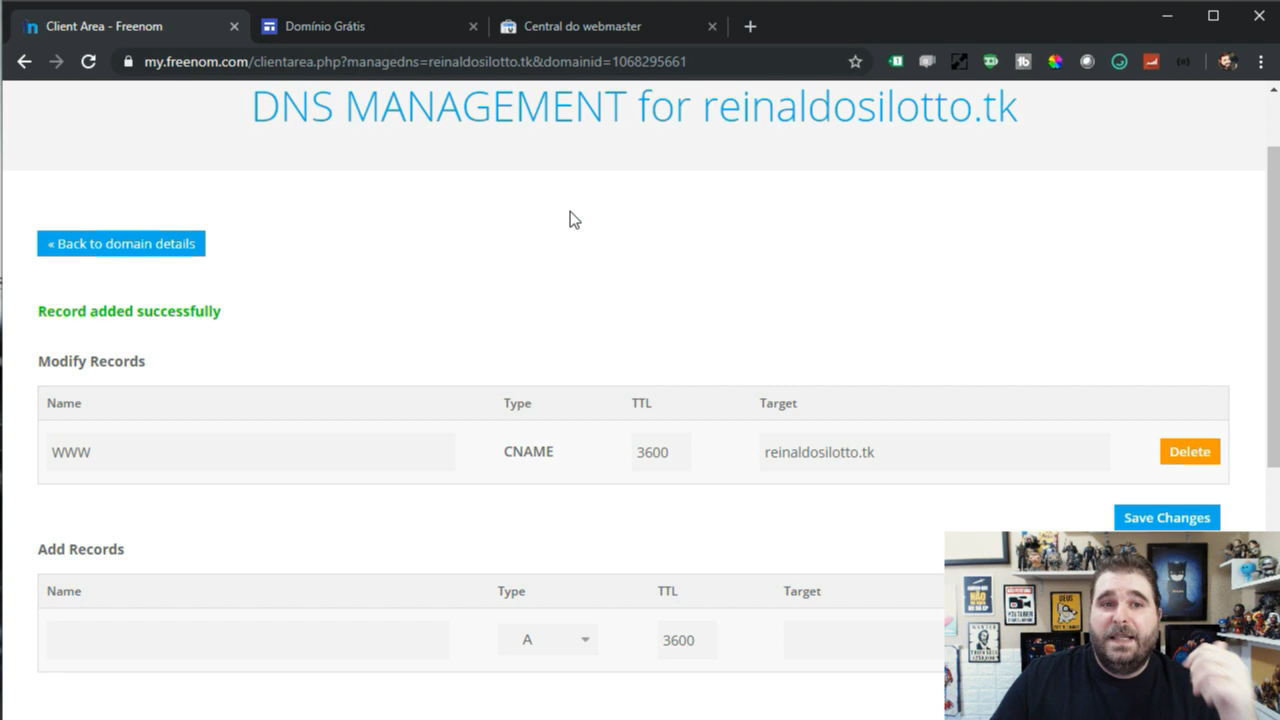 Client Area - Freenom
Domínio Grátis
Central do webmaster
my.freenom.com/clientarea.php?managedns=reinaldosilotto.tk&domainid=1068295661
DNS MANAGEMENT for reinaldosilotto.tk
« Back to domain details
Record added successfully
Modify Records
Name Type TTL Target
WWW CNAME 3600 reinaldosilotto.tk Delete
Save Changes
Add Records
Name Type TTL Target
A 3600